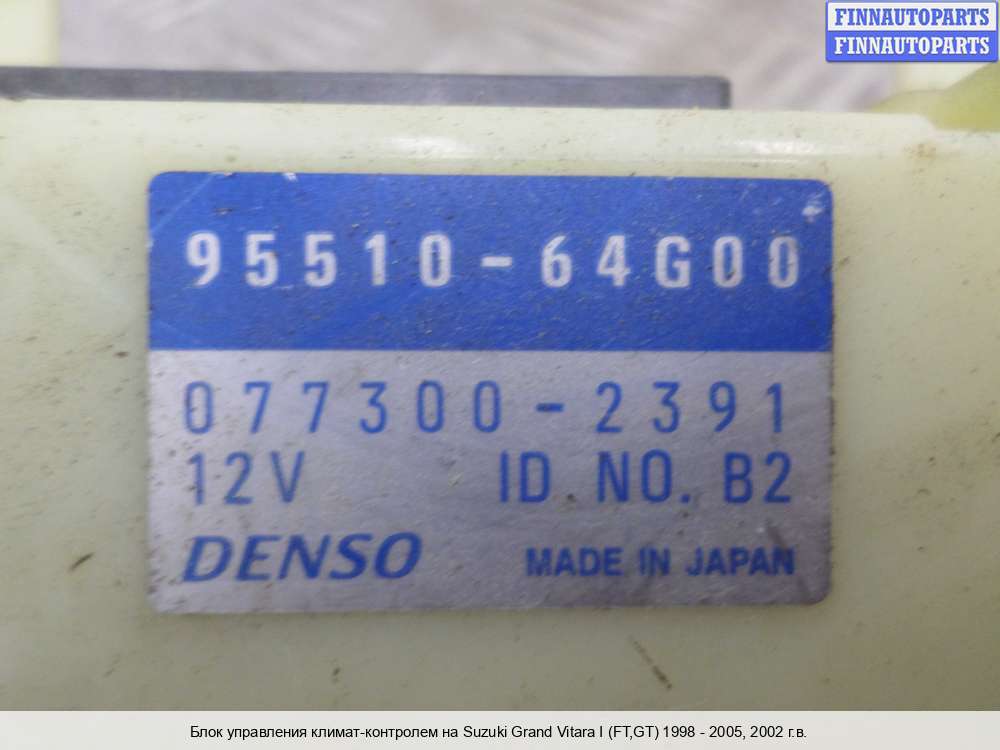 FINNAUTOPARTS
FINNAUTOPARTS
95510-64G00
077300-2391
12V ID NO. B2
DENSO MADE IN JAPAN
Блок управления климат-контролем на Suzuki Grand Vitara I (FT,GT) 1998 - 2005, 2002 г.в.